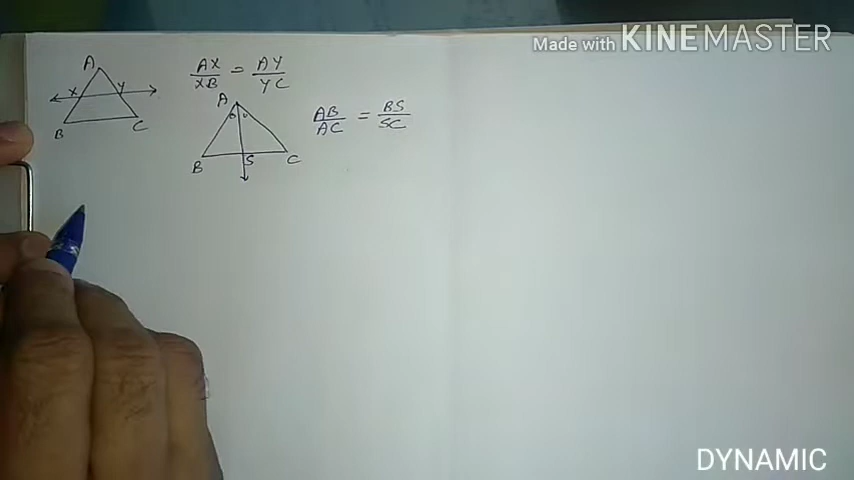 Made with KINEMASTER
A
X Y
B C
AX/XB = AY/YC
A
B S C
AB/AC = BS/SC
DYNAMIC